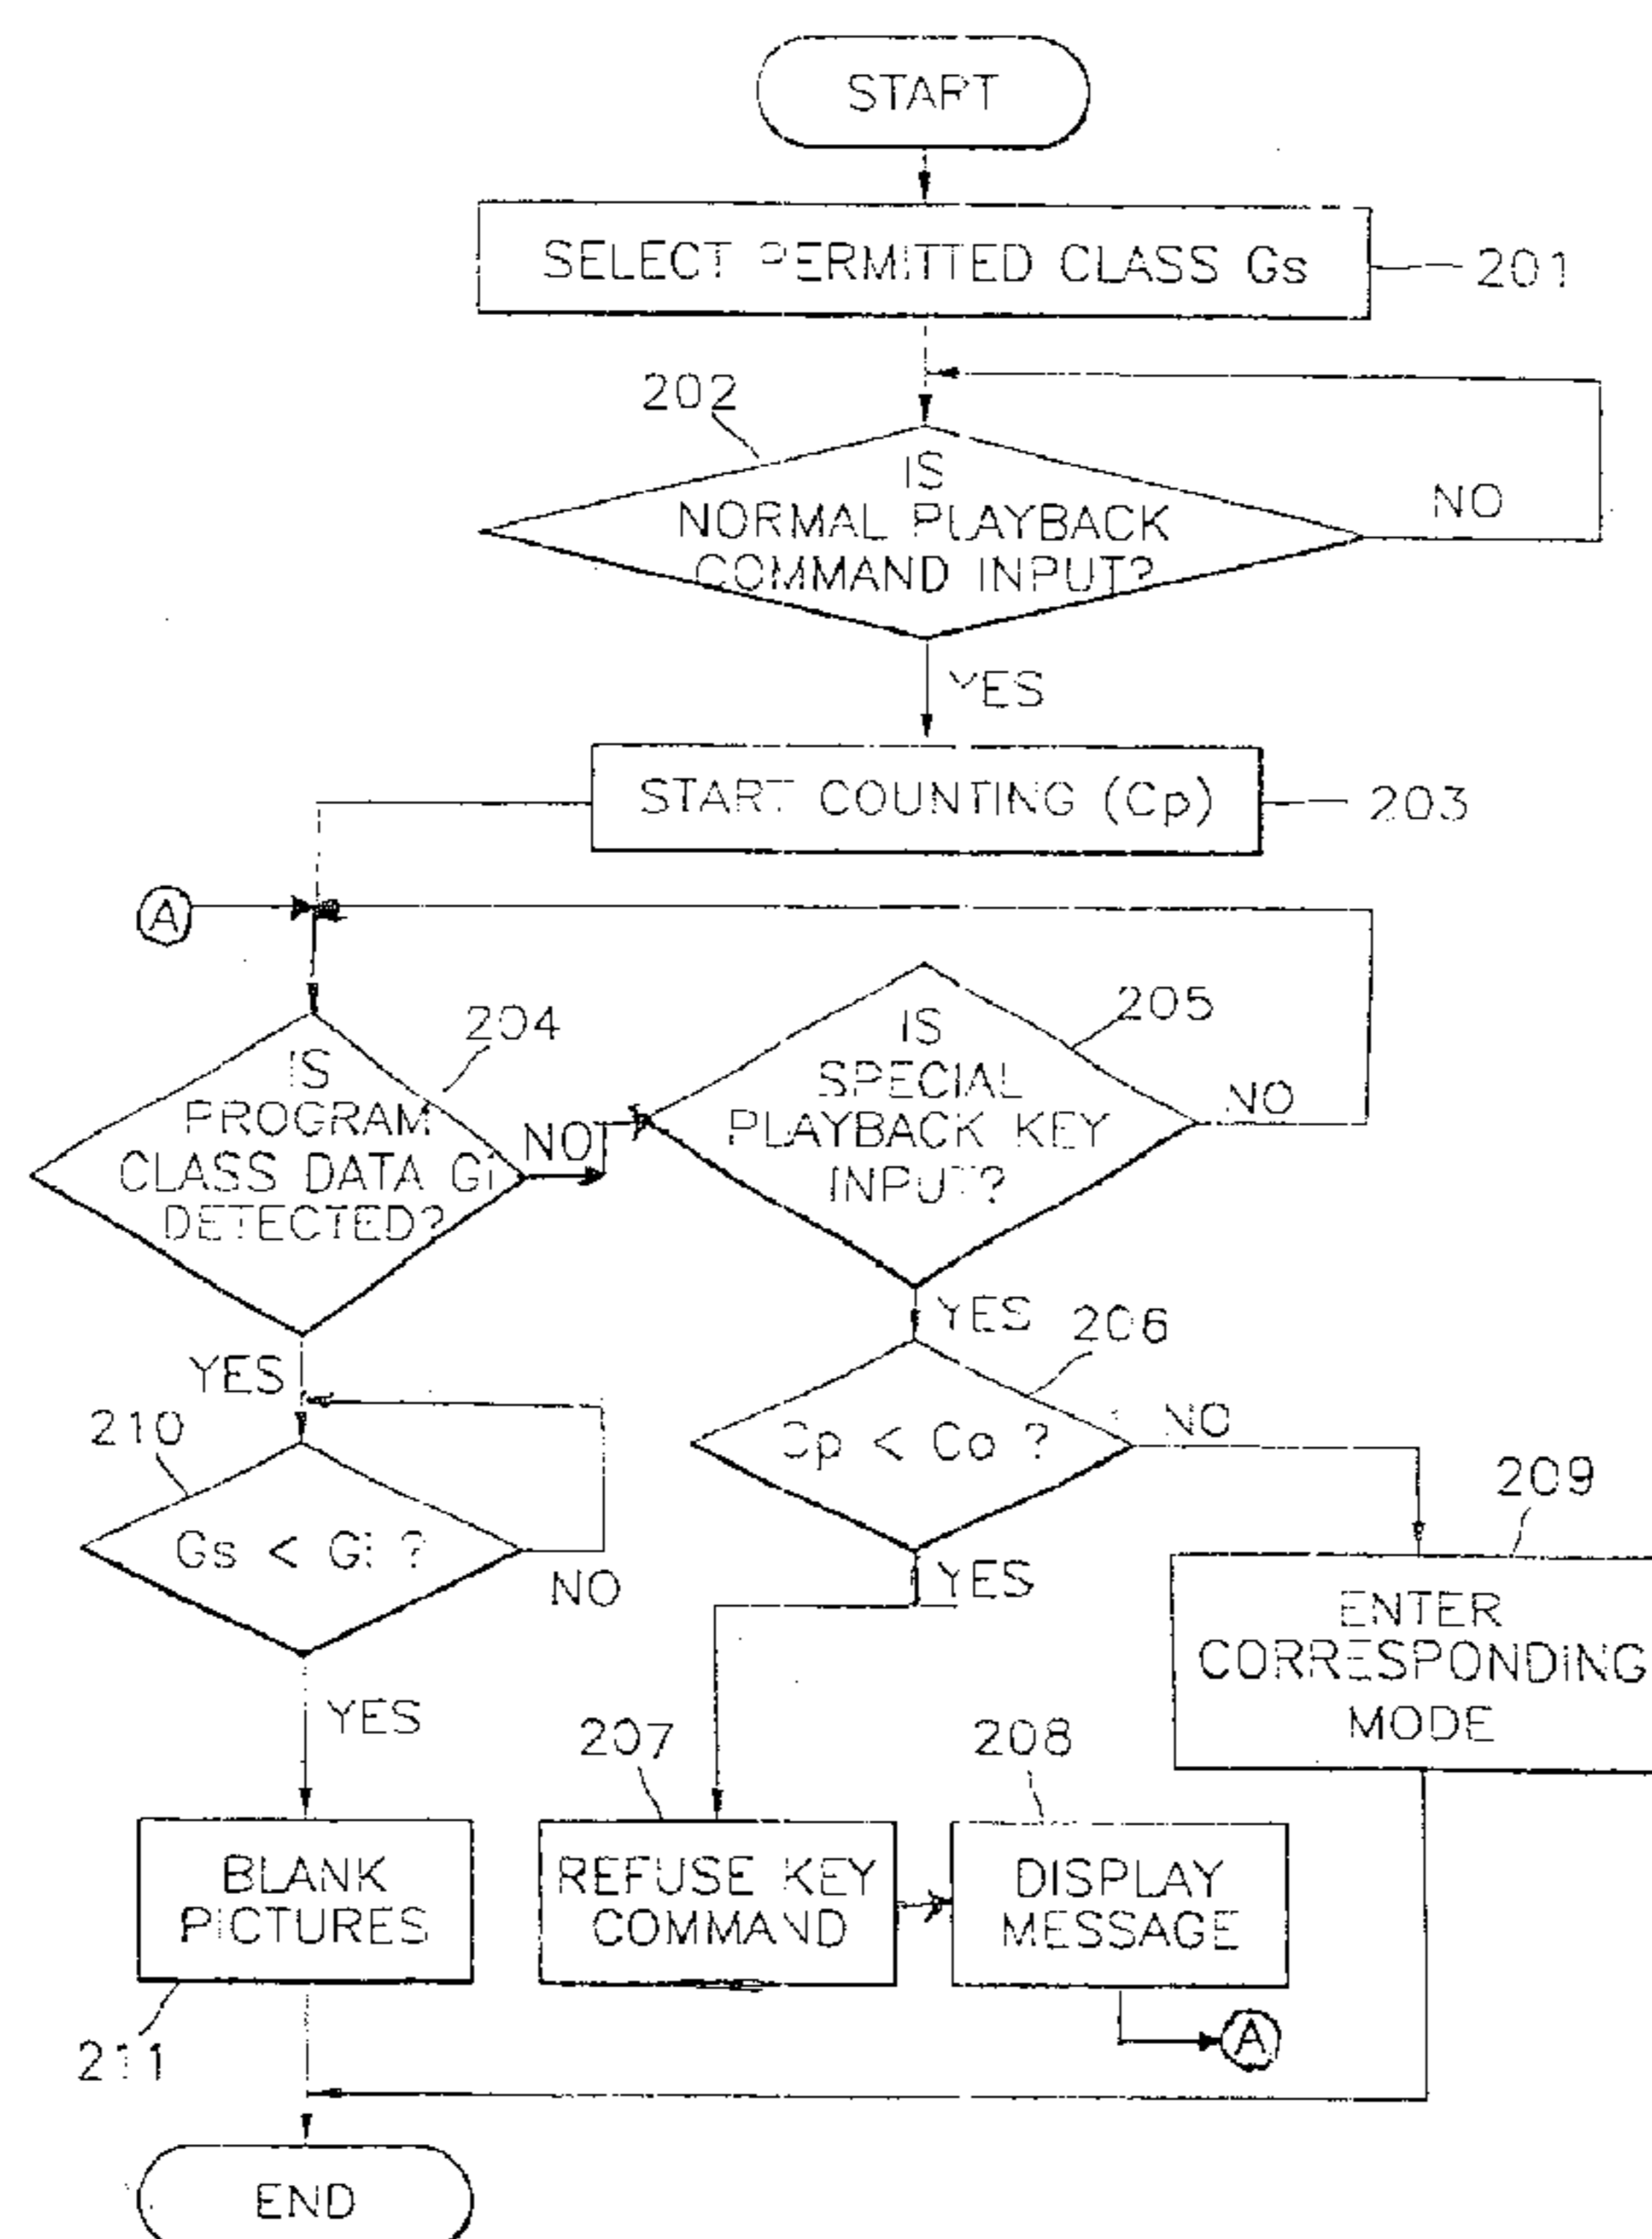 START
SELECT PERMITTED CLASS Gs
201
202
IS
NORMAL PLAYBACK
COMMAND INPUT?
NO
YES
START COUNTING (Cp)
203
A
204
IS
PROGRAM
CLASS DATA Gi
DETECTED?
NO
205
IS
SPECIAL
PLAYBACK KEY
INPUT?
NO
YES
YES
206
Cp < Co ?
NO
210
Gs < Gi ?
NO
YES
209
ENTER
CORRESPONDING
MODE
YES
207
208
BLANK
PICTURES
REFUSE KEY
COMMAND
DISPLAY
MESSAGE
211
A
END